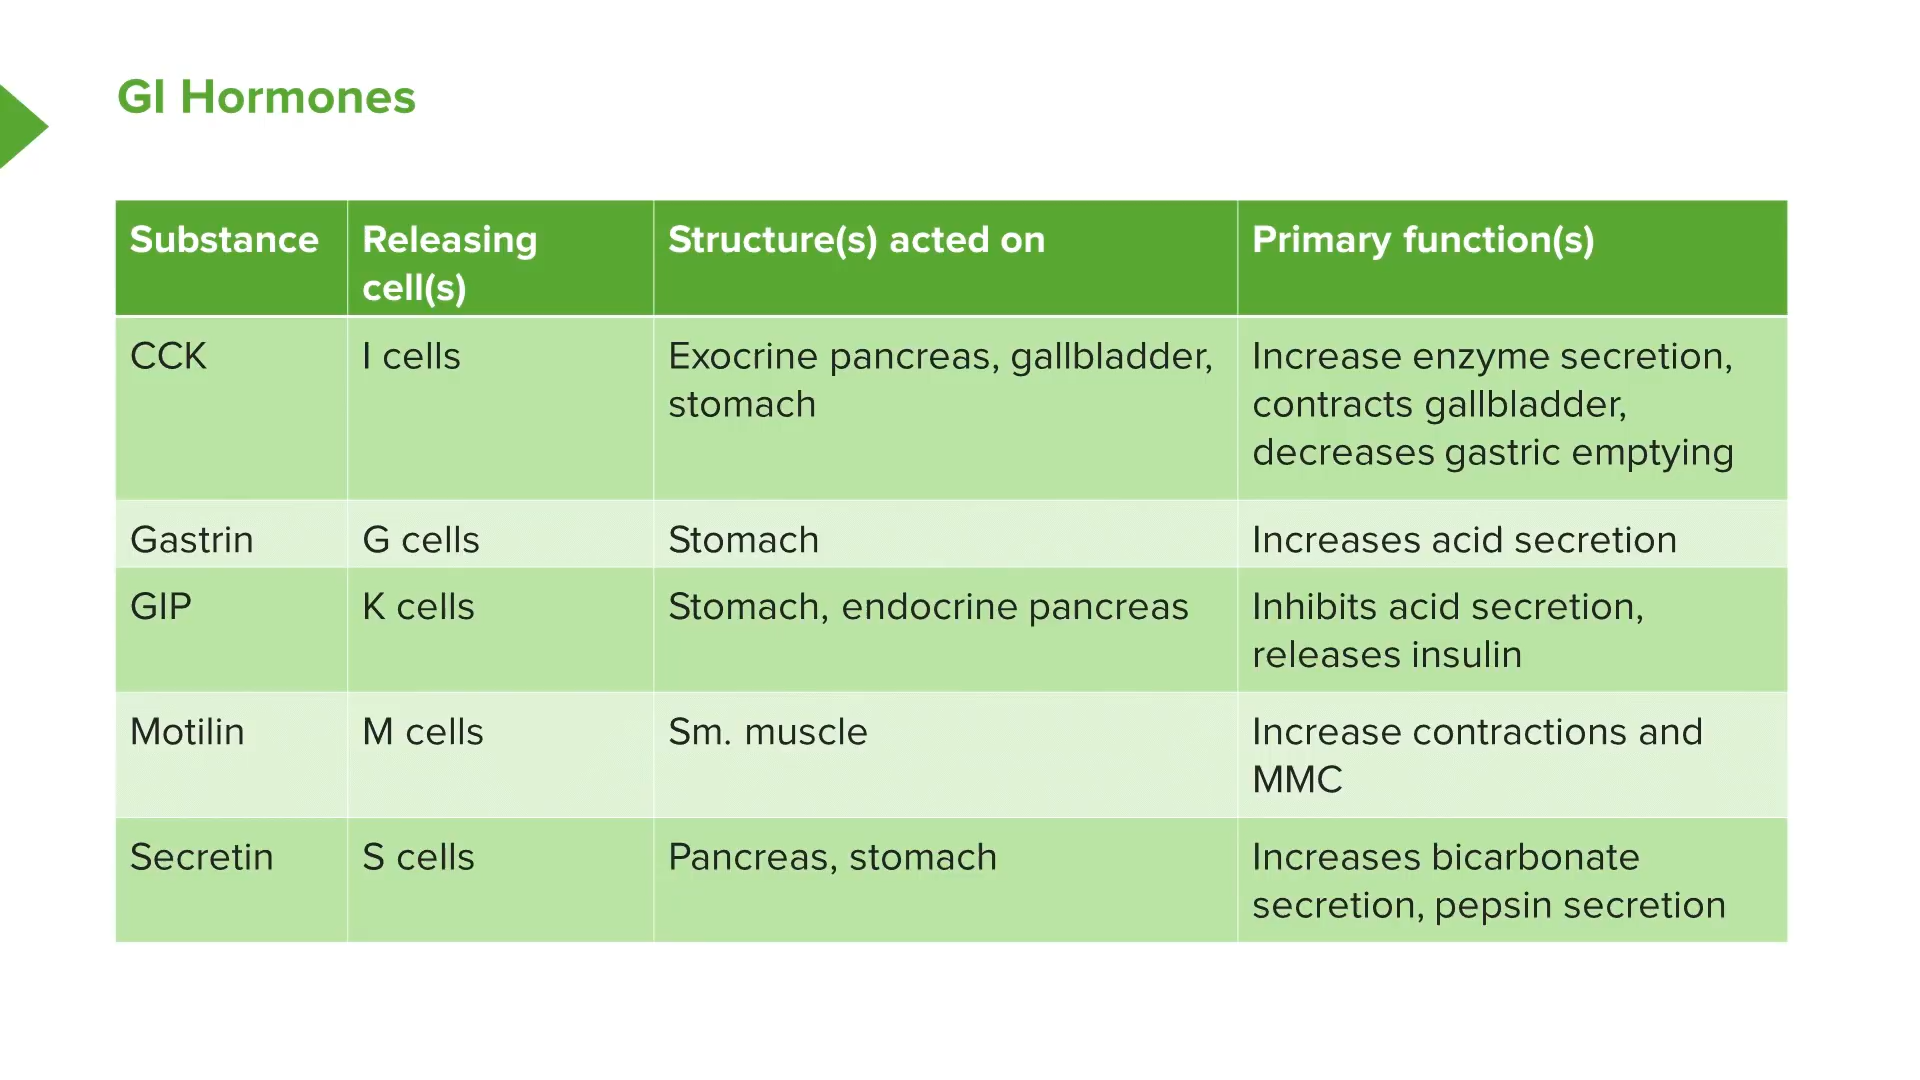 GI Hormones
Substance
Releasing
cell(s)
Structure(s) acted on
Primary function(s)
CCK
I cells
Exocrine pancreas, gallbladder,
stomach
Increase enzyme secretion,
contracts gallbladder,
decreases gastric emptying
Gastrin
G cells
Stomach
Increases acid secretion
GIP
K cells
Stomach, endocrine pancreas
Inhibits acid secretion,
releases insulin
Motilin
M cells
Sm. muscle
Increase contractions and
MMC
Secretin
S cells
Pancreas, stomach
Increases bicarbonate
secretion, pepsin secretion